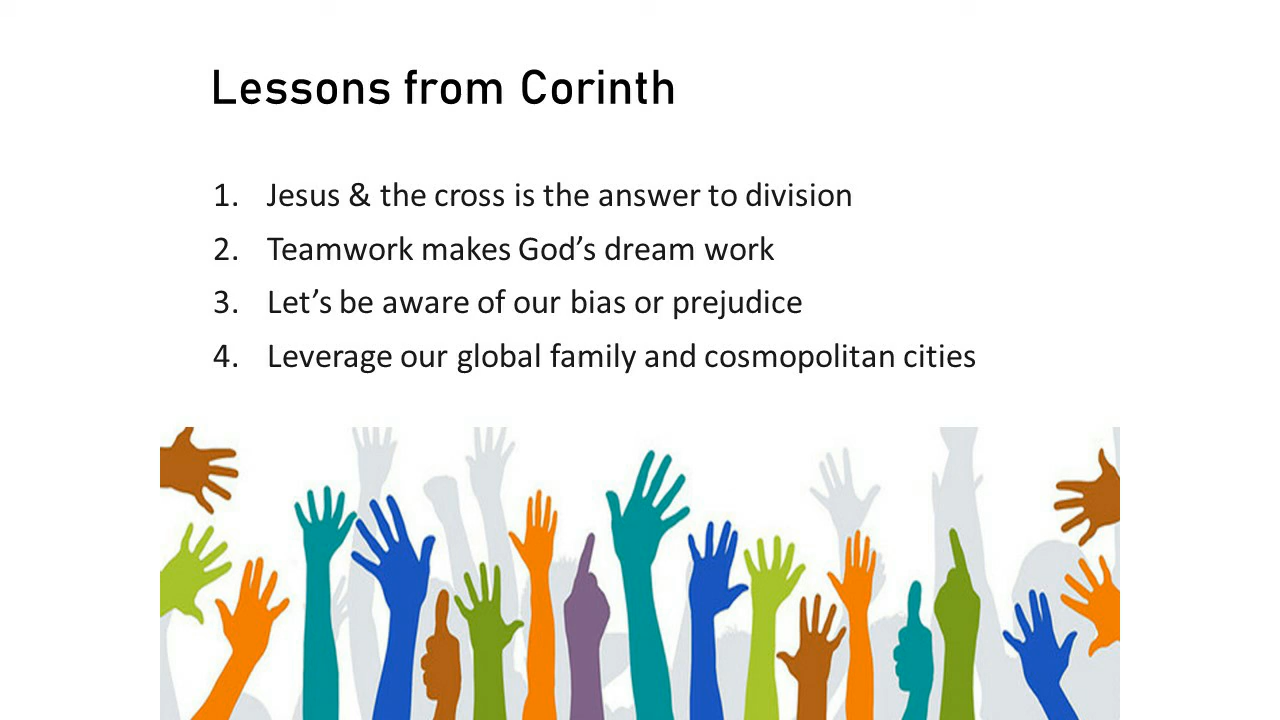 Lessons from Corinth
1. Jesus & the cross is the answer to division
2. Teamwork makes God’s dream work
3. Let’s be aware of our bias or prejudice
4. Leverage our global family and cosmopolitan cities